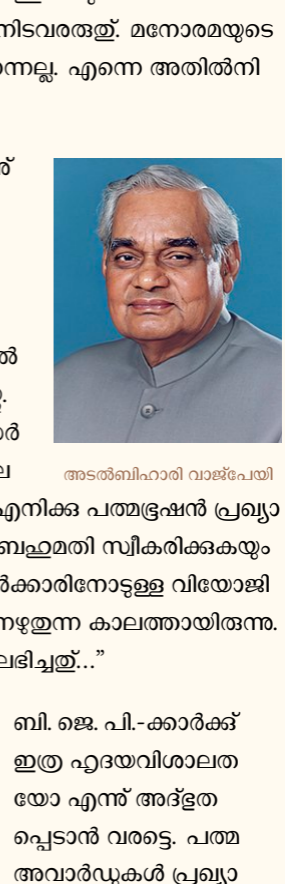 നിടവരരുതു്. മനോരമയുടെ
ന്നല്ല. എന്നെ അതിൽനി
ൽ
ർ
അടൽബിഹാരി വാജ്പേയി
എനിക്കു പത്മഭൂഷൻ പ്രഖ്യാ
ബഹുമതി സ്വീകരിക്കുകയും
ർക്കാരിനോടുള്ള വിയോജി
നഴുതുന്ന കാലത്തായിരുന്നു.
ലഭിച്ചതു്…”
ബി. ജെ. പി.-ക്കാർക്കു്
ഇത്ര ഹൃദയവിശാലത
യോ എന്നു് അദ്ഭുത
പ്പെടാൻ വരട്ടെ. പത്മ
അവാർഡുകൾ പ്രഖ്യാ